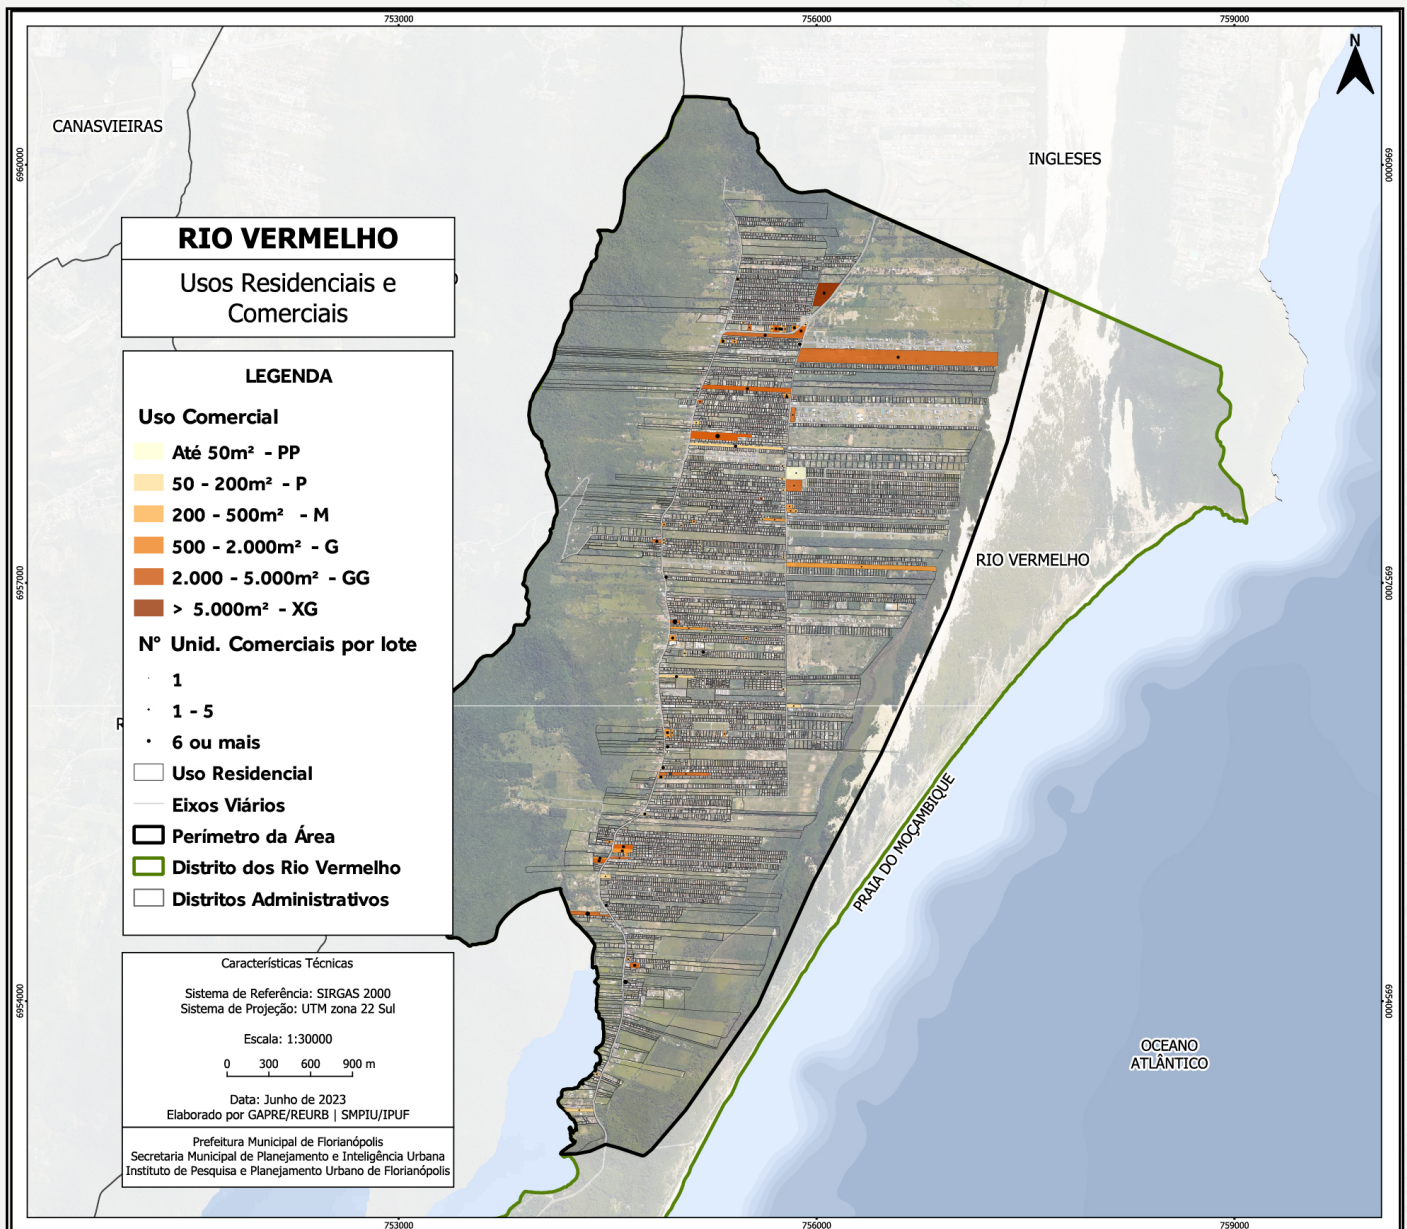 753000
756000
759000
N
CANASVIEIRAS
INGLESES
6960000
6960000
RIO VERMELHO
Usos Residenciais e
Comerciais
LEGENDA
Uso Comercial
Até 50m² - PP
50 - 200m² - P
200 - 500m² - M
500 - 2.000m² - G
2.000 - 5.000m² - GG
> 5.000m² - XG
N° Unid. Comerciais por lote
1
1 - 5
6 ou mais
Uso Residencial
Eixos Viários
Perímetro da Área
Distrito dos Rio Vermelho
Distritos Administrativos
6957000
6957000
RIO VERMELHO
PRAIA DO MOÇAMBIQUE
Características Técnicas
Sistema de Referência: SIRGAS 2000
Sistema de Projeção: UTM zona 22 Sul
Escala: 1:30000
0 300 600 900 m
Data: Junho de 2023
Elaborado por GAPRE/REURB | SMPIU/IPUF
Prefeitura Municipal de Florianópolis
Secretaria Municipal de Planejamento e Inteligência Urbana
Instituto de Pesquisa e Planejamento Urbano de Florianópolis
6954000
6954000
OCEANO
ATLÂNTICO
753000
756000
759000